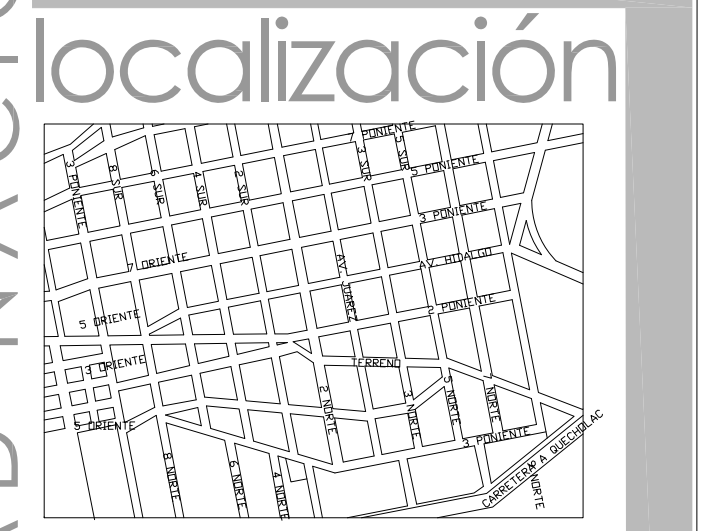 localización
7 PONIENTE
3 SUR
5 SUR
5 PONIENTE
3 PONIENTE
8 SUR
6 SUR
4 SUR
2 SUR
3 PONIENTE
7 ORIENTE
AV. JUAREZ
AV. HIDALGO
2 PONIENTE
5 ORIENTE
3 ORIENTE
TERRENO
2 NORTE
3 NORTE
5 NORTE
7 NORTE
5 ORIENTE
3 PONIENTE
8 NORTE
6 NORTE
4 NORTE
CARRETERA A QUECHOLAC
NORTE